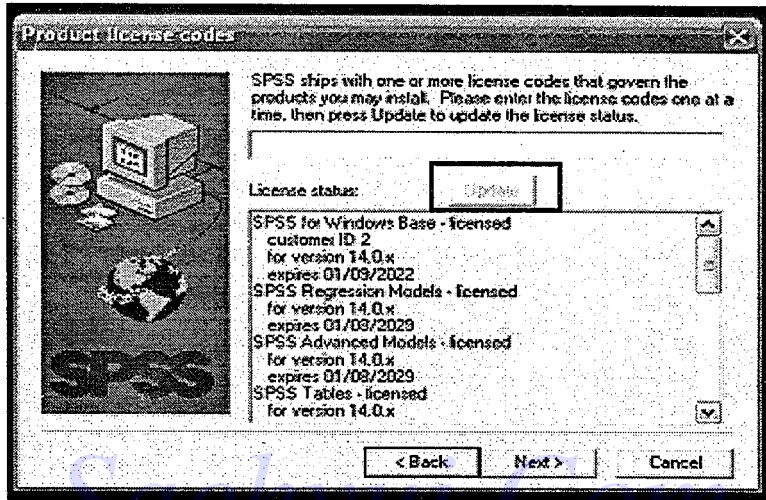 Product license codes
SPSS ships with one or more license codes that govern the
products you may install. Please enter the license codes one at a
time, then press Update to update the license status.
License status:
Update
SPSS for Windows Base - licensed
customer ID 2
for version 14.0.x
expires 01/09/2022
SPSS Regression Models - licensed
for version 14.0.x
expires 01/08/2029
SPSS Advanced Models - licensed
for version 14.0.x
expires 01/08/2029
SPSS Tables - licensed
for version 14.0.x
SPSS
< Back
Next >
Cancel